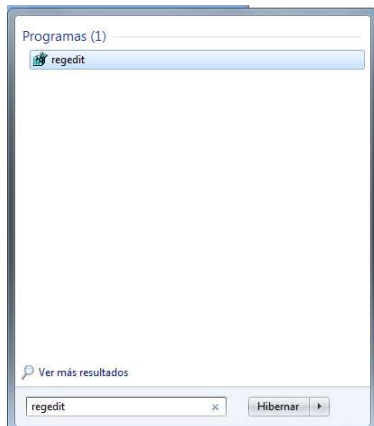 Programas (1)
regedit
Ver más resultados
regedit
Hibernar